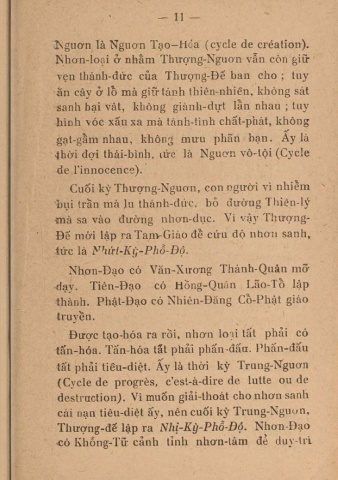 — 11 —
Nguơn là Nguơn Tạo-Hóa (cycle de création).
Nhơn-loại ở nhằm Thượng-Nguơn vẫn còn giữ
vẹn thánh-đức của Thượng-Đế ban cho ; tuy
ăn cây ở lổ mà giữ tánh thiên-nhiên, không sát
sanh hại vật, không giành-dựt lẫn nhau ; tuy
hình vóc xấu xa mà tánh-tình chất-phát, không
gạt-gẫm nhau, không mưu phản bạn. Ấy là
thời đợi thái-bình, tức là Nguơn vô-tội (Cycle
de l'innocence).
Cuối kỳ Thượng-Nguơn, con người vì nhiễm
bụi trần mà lu thánh-đức, bỏ đường Thiên-lý
mà sa vào đường nhơn-dục. Vì vậy Thượng-
Đế mới lập ra Tam-Giáo để cứu độ nhơn sanh,
tức là Nhứt-Kỳ-Phổ-Độ.
Nhơn-Đạo có Văn-Xương Thánh-Quân mở
dạy. Tiên-Đạo có Hồng-Quân Lão-Tổ lập
thành. Phật-Đạo có Nhiên-Đăng Cổ-Phật giáo
truyền.
Được tạo-hóa ra rồi, nhơn loại tất phải có
tấn-hóa. Tấn-hóa tất phải phấn-đấu. Phấn-đấu
tất phải tiêu-diệt. Ấy là thời kỳ Trung-Nguơn
(Cycle de progrès, c'est-à-dire de lutte ou de
destruction). Vì muốn giải-thoát cho nhơn sanh
cái nạn tiêu-diệt ấy, nên cuối kỳ Trung-Nguơn,
Thượng-đế lập ra Nhị-Kỳ-Phổ-Độ. Nhơn-Đạo
có Khổng-Tử cảnh tỉnh nhơn-tâm để duy-trì